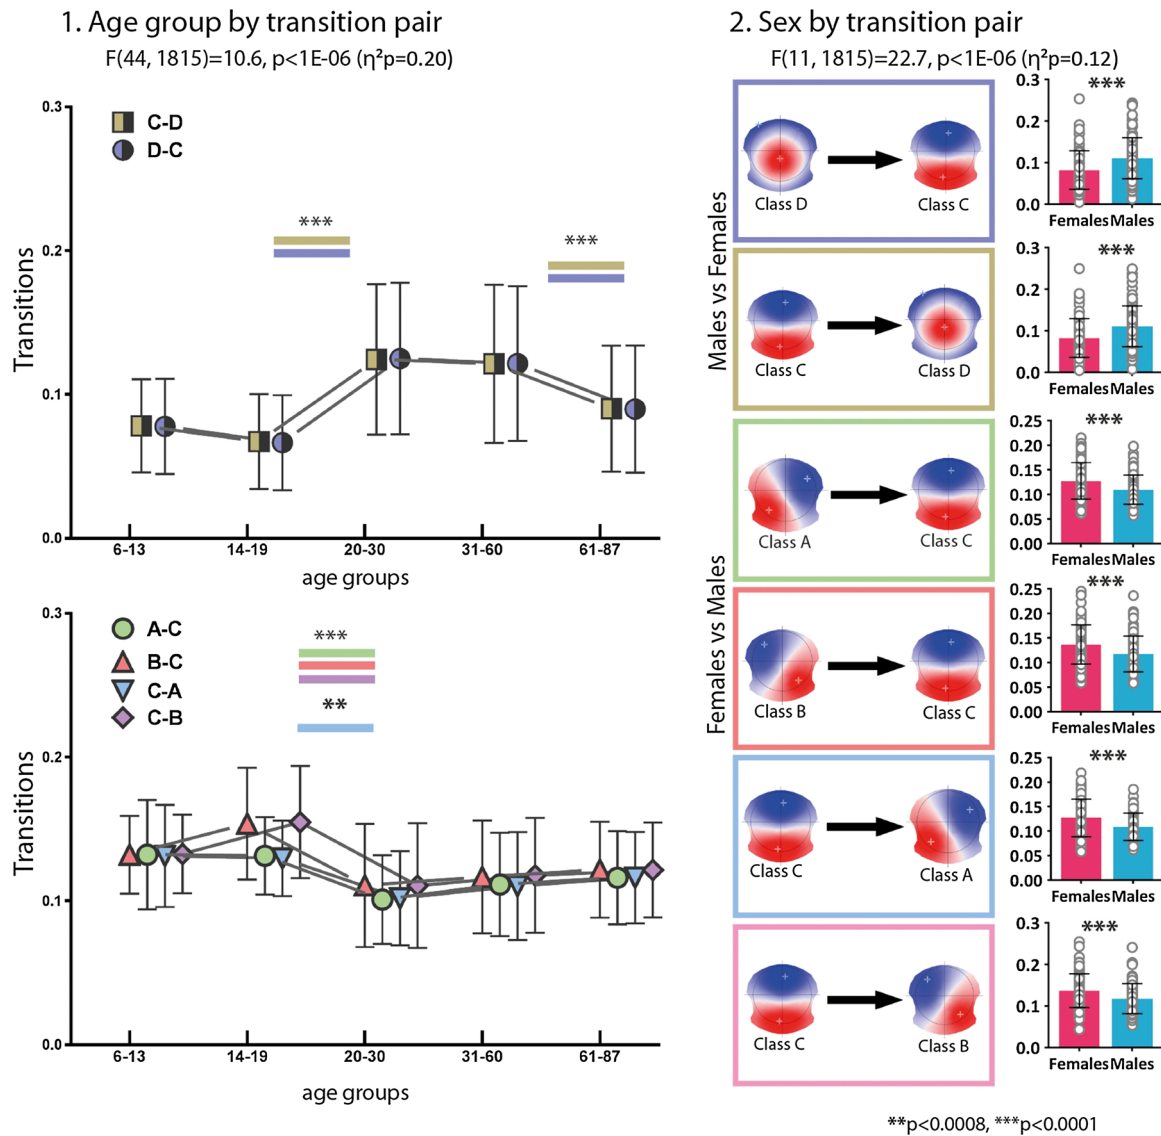 1. Age group by transition pair
F(44, 1815)=10.6, p<1E-06 (η²p=0.20)
0.3
0.2
0.1
0.0
Transitions
C-D
D-C
***
***
6-13
14-19
20-30
31-60
61-87
age groups
0.3
0.2
0.1
0.0
Transitions
A-C
B-C
C-A
C-B
***
**
6-13
14-19
20-30
31-60
61-87
age groups
2. Sex by transition pair
F(11, 1815)=22.7, p<1E-06 (η²p=0.12)
Males vs Females
Class D
Class C
0.3
0.2
0.1
0.0
***
Females Males
Class C
Class D
0.3
0.2
0.1
0.0
***
Females Males
Females vs Males
Class A
Class C
0.25
0.20
0.15
0.10
0.05
0.00
***
Females Males
Class B
Class C
0.25
0.20
0.15
0.10
0.05
0.00
***
Females Males
Class C
Class A
0.25
0.20
0.15
0.10
0.05
0.00
***
Females Males
Class C
Class B
0.3
0.2
0.1
0.0
***
Females Males
**p<0.0008, ***p<0.0001